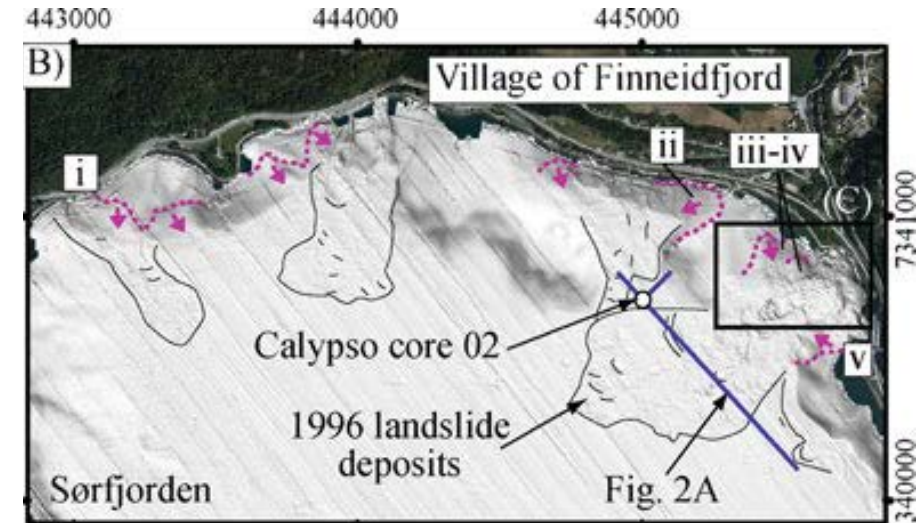 443000
444000
445000
B)
Village of Finneidfjord
ii
iii-iv
i
(C)
7341000
Calypso core 02
v
1996 landslide
deposits
Sørfjorden
Fig. 2A
340000